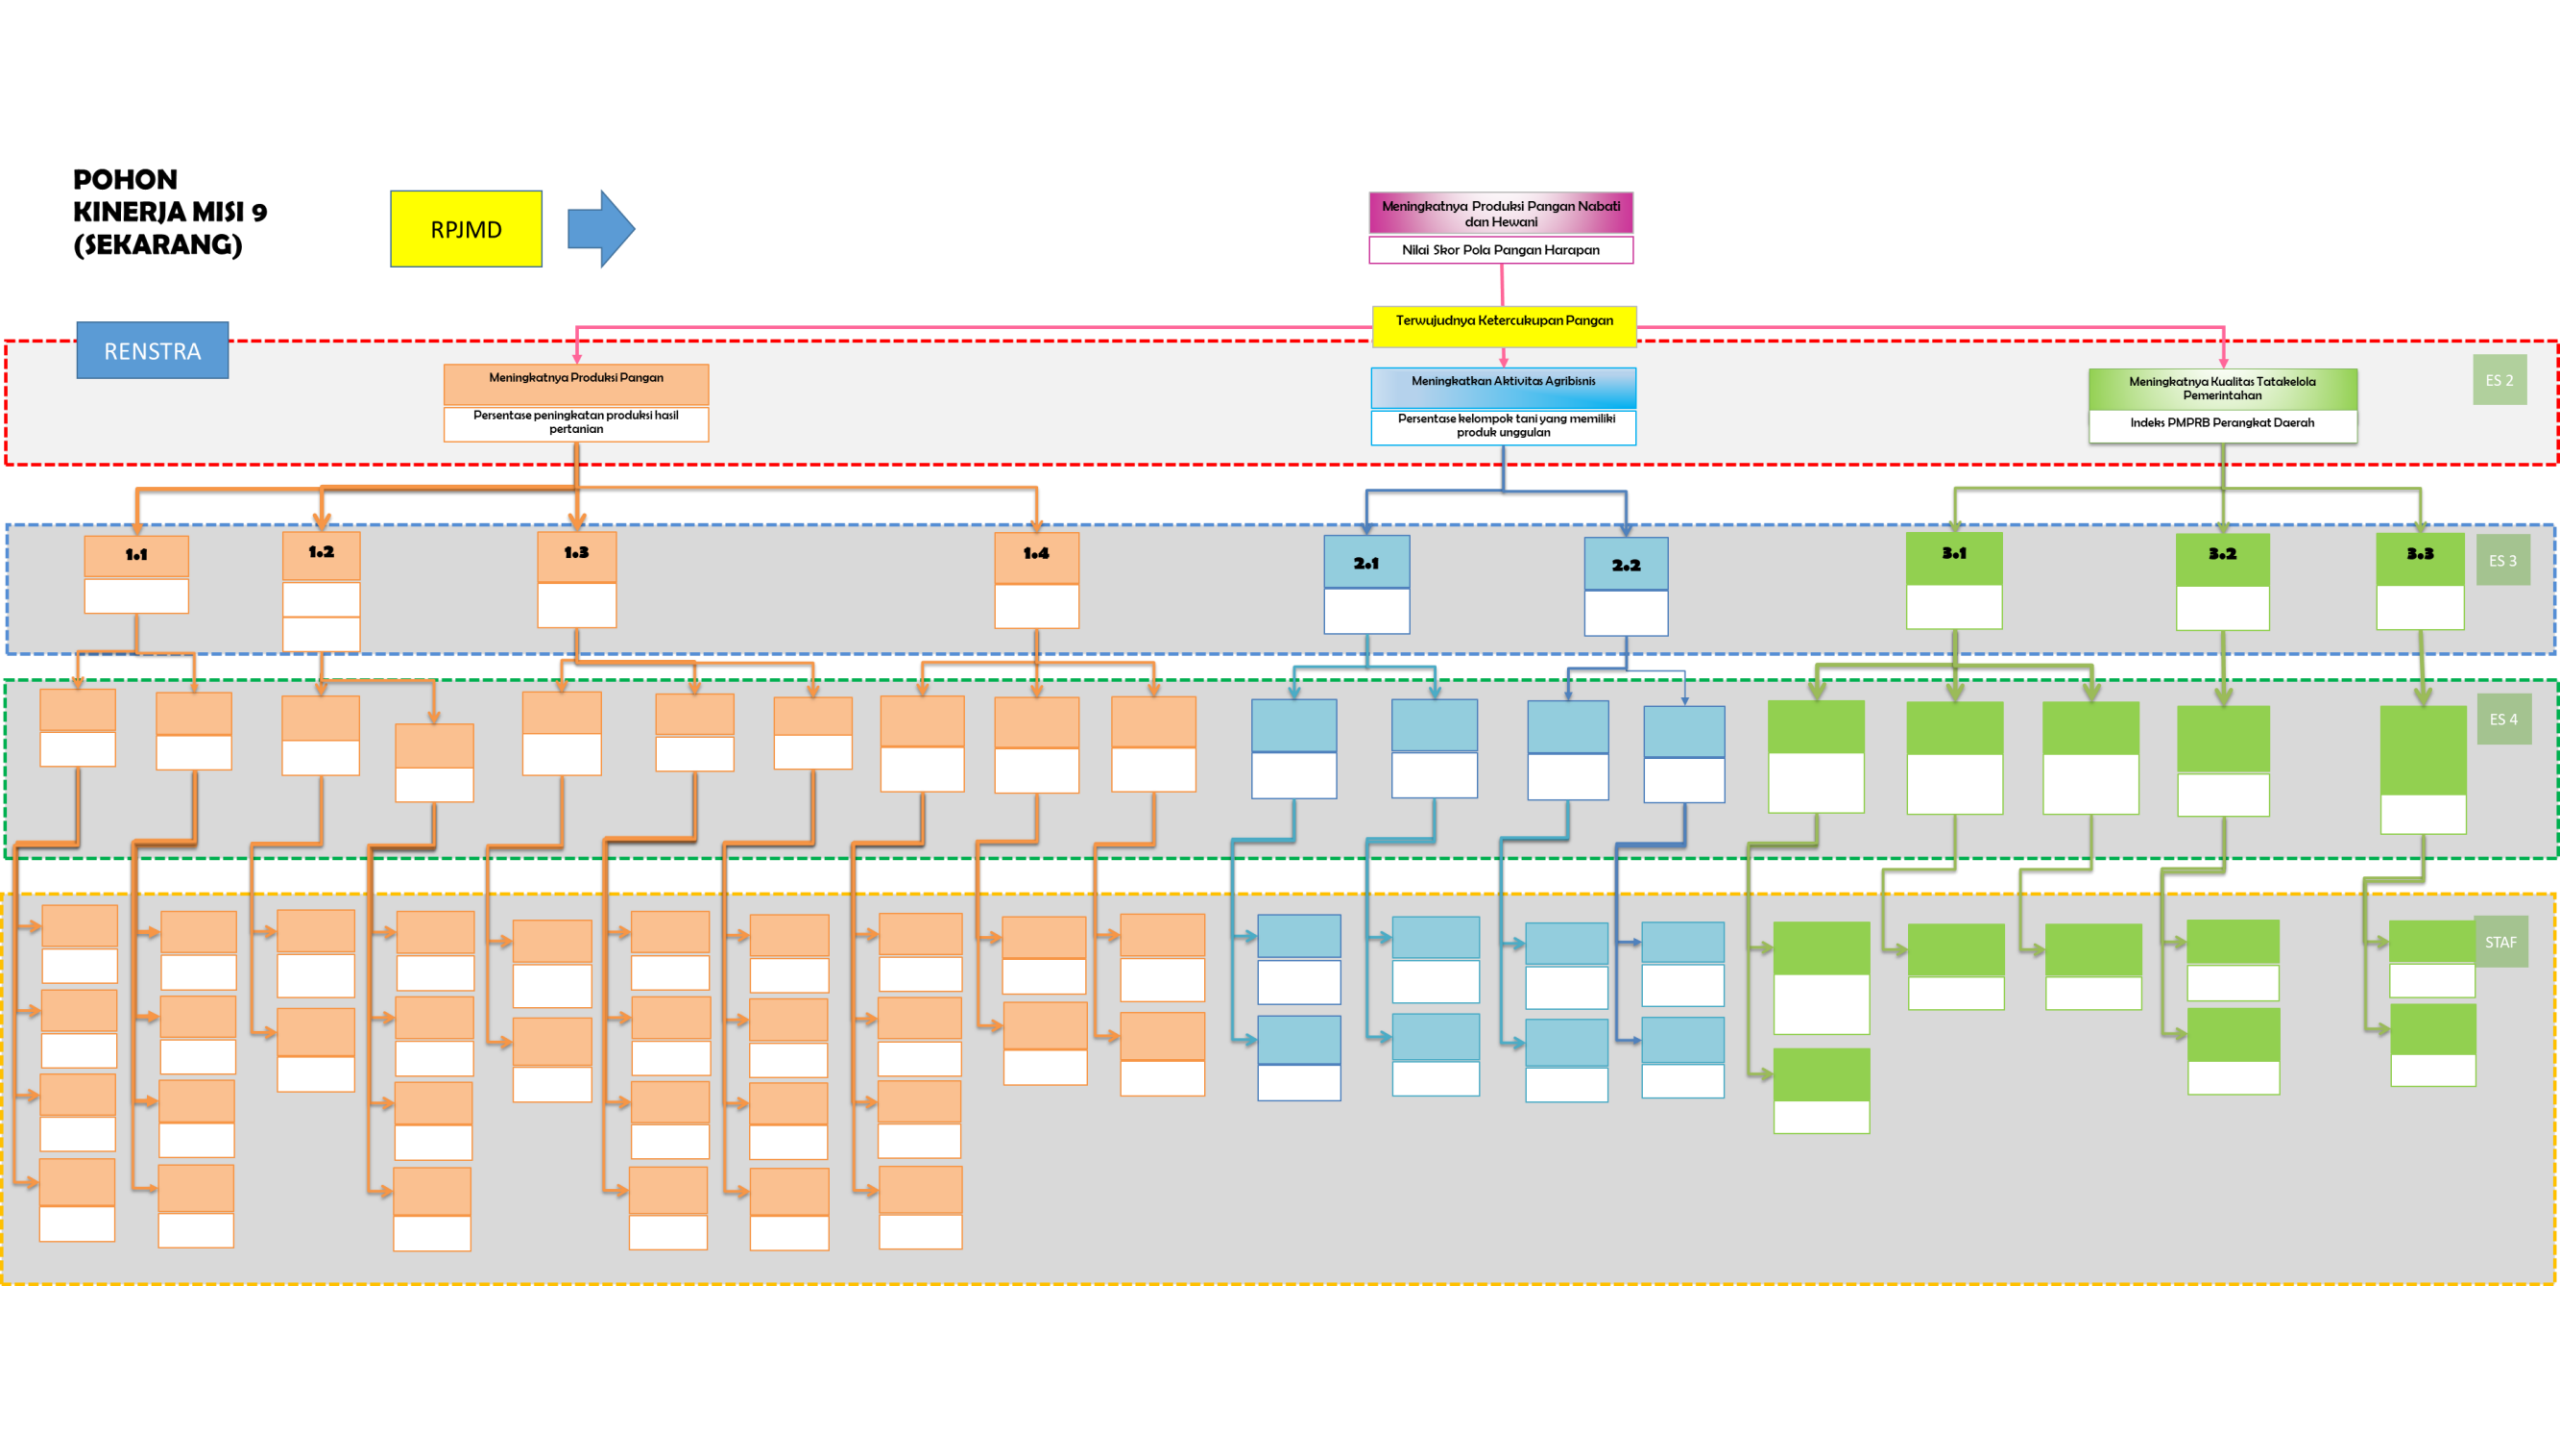 POHON
KINERJA MISI 9
(SEKARANG)
RPJMD
Meningkatnya Produksi Pangan Nabati
dan Hewani
Nilai Skor Pola Pangan Harapan
Terwujudnya Ketercukupan Pangan
RENSTRA
Meningkatnya Produksi Pangan
Persentase peningkatan produksi hasil
pertanian
Meningkatkan Aktivitas Agribisnis
Persentase kelompok tani yang memiliki
produk unggulan
Meningkatnya Kualitas Tatakelola
Pemerintahan
Indeks PMPRB Perangkat Daerah
ES 2
1.1
1.2
1.3
1.4
2.1
2.2
3.1
3.2
3.3
ES 3
ES 4
STAF